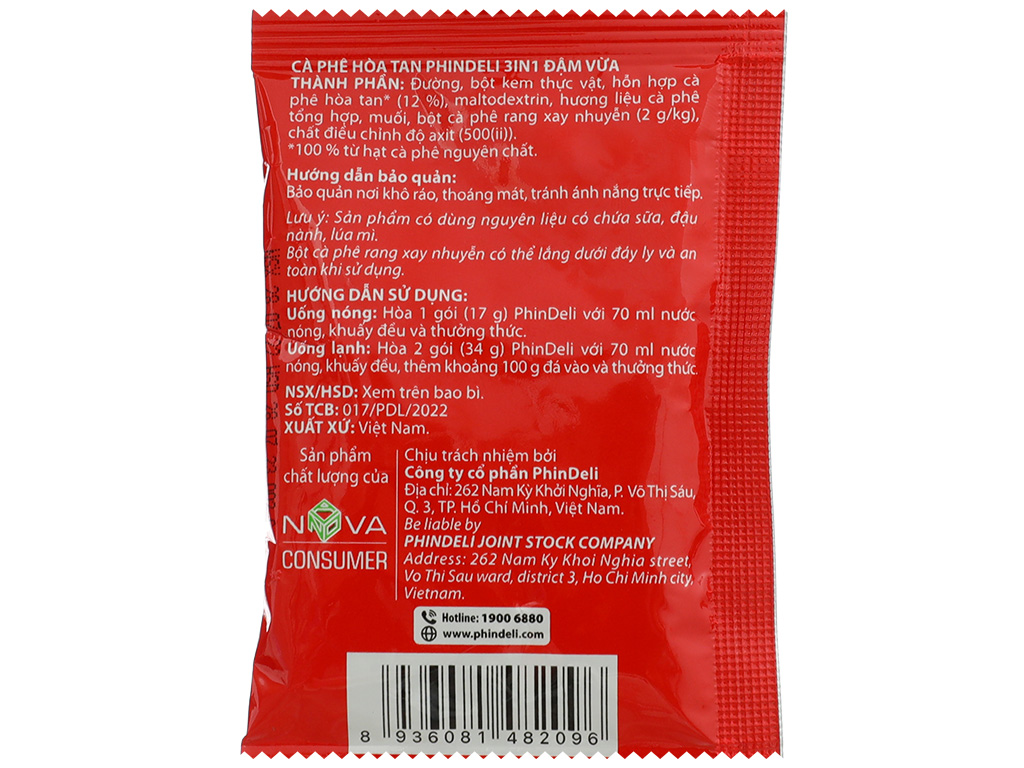 CÀ PHÊ HÒA TAN PHINDELI 3IN1 ĐẬM VỪA
THÀNH PHẦN: Đường, bột kem thực vật, hỗn hợp cà
phê hòa tan* (12 %), maltodextrin, hương liệu cà phê
tổng hợp, muối, bột cà phê rang xay nhuyễn (2 g/kg),
chất điều chỉnh độ axit (500(ii)).
*100 % từ hạt cà phê nguyên chất.
Hướng dẫn bảo quản:
Bảo quản nơi khô ráo, thoáng mát, tránh ánh nắng trực tiếp.
Lưu ý: Sản phẩm có dùng nguyên liệu có chứa sữa, đậu
nành, lúa mì.
Bột cà phê rang xay nhuyễn có thể lắng dưới đáy ly và an
toàn khi sử dụng.
HƯỚNG DẪN SỬ DỤNG:
Uống nóng: Hòa 1 gói (17 g) PhinDeli với 70 ml nước
nóng, khuấy đều và thưởng thức.
Uống lạnh: Hòa 2 gói (34 g) PhinDeli với 70 ml nước
nóng, khuấy đều, thêm khoảng 100 g đá vào và thưởng thức.
NSX/HSD: Xem trên bao bì.
Số TCB: 017/PDL/2022
XUẤT XỨ: Việt Nam.
Sản phẩm
chất lượng của
NOVA
CONSUMER
Chịu trách nhiệm bởi
Công ty cổ phần PhinDeli
Địa chỉ: 262 Nam Kỳ Khởi Nghĩa, P. Võ Thị Sáu,
Q. 3, TP. Hồ Chí Minh, Việt Nam.
Be liable by
PHINDELI JOINT STOCK COMPANY
Address: 262 Nam Ky Khoi Nghia street,
Vo Thi Sau ward, district 3, Ho Chi Minh city,
Vietnam.
Hotline: 1900 6880
www.phindeli.com
8 936081 482096